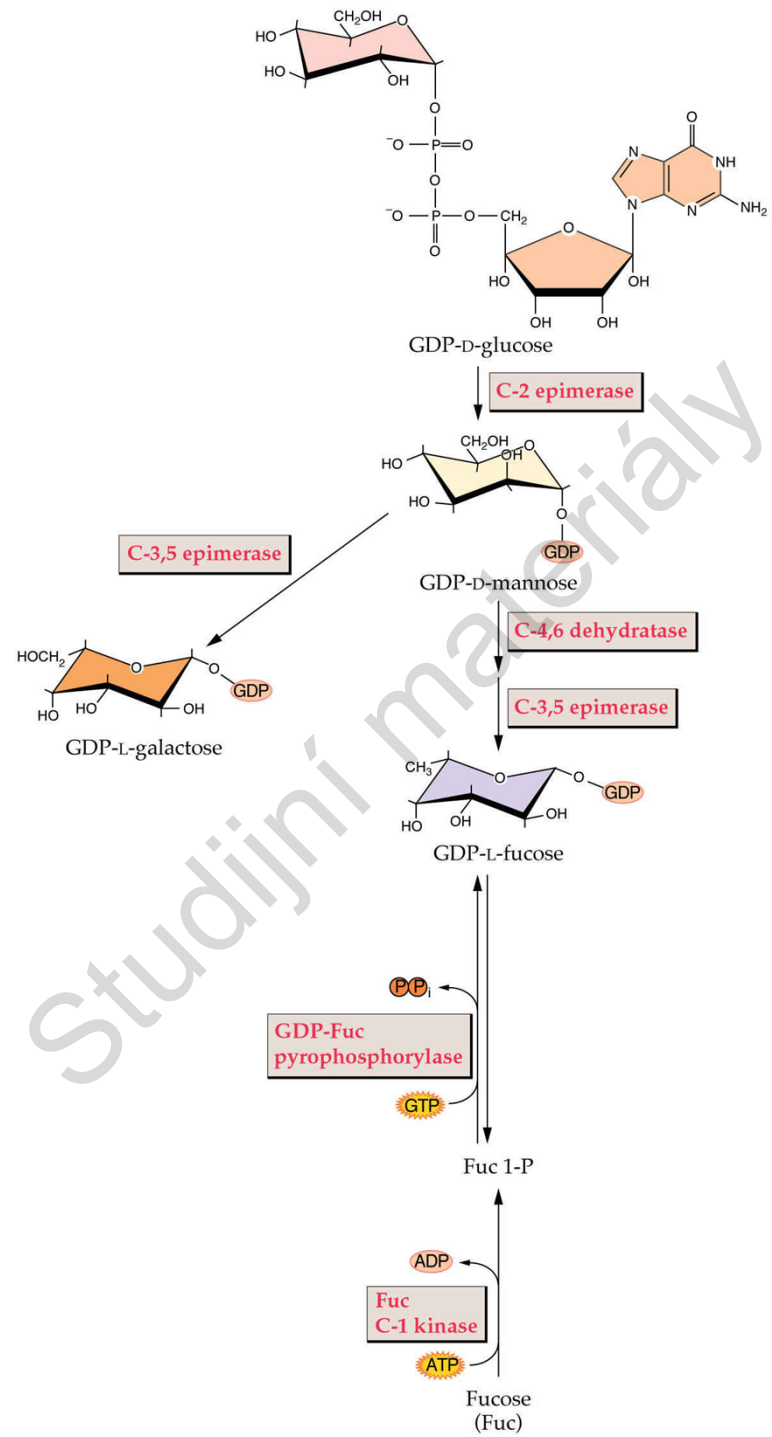 CH₂OH
O
HO
HO
OH
O
⁻O P O
O
⁻O P O CH₂
O
O
N
NH
N
N
NH₂
O
HO
OH
OH
OH
GDP-D-glucose
C-2 epimerase
CH₂OH
O
OH
HO
HO
O
GDP
GDP-D-mannose
C-3,5 epimerase
C-4,6 dehydratase
C-3,5 epimerase
HOCH₂
O
O
GDP
HO
HO
OH
GDP-L-galactose
CH₃
O
O
GDP
HO
OH
OH
GDP-L-fucose
PPi
GDP-Fuc
pyrophosphorylase
GTP
Fuc 1-P
ADP
Fuc
C-1 kinase
ATP
Fucose
(Fuc)
Studijní materiály